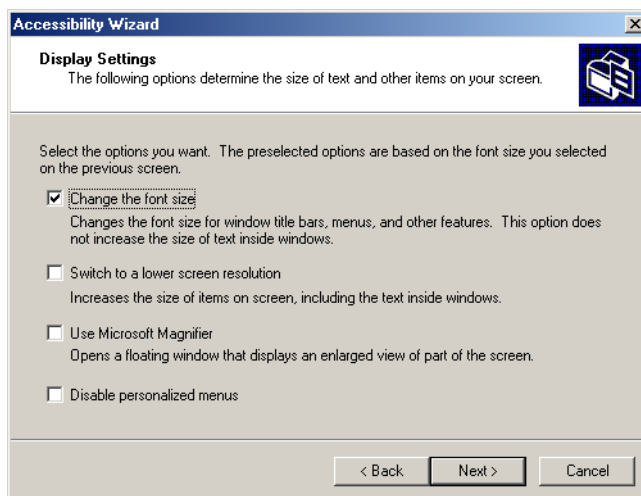 Accessibility Wizard
Display Settings
The following options determine the size of text and other items on your screen.
Select the options you want. The preselected options are based on the font size you selected
on the previous screen.
Change the font size
Changes the font size for window title bars, menus, and other features. This option does
not increase the size of text inside windows.
Switch to a lower screen resolution
Increases the size of items on screen, including the text inside windows.
Use Microsoft Magnifier
Opens a floating window that displays an enlarged view of part of the screen.
Disable personalized menus
< Back Next > Cancel